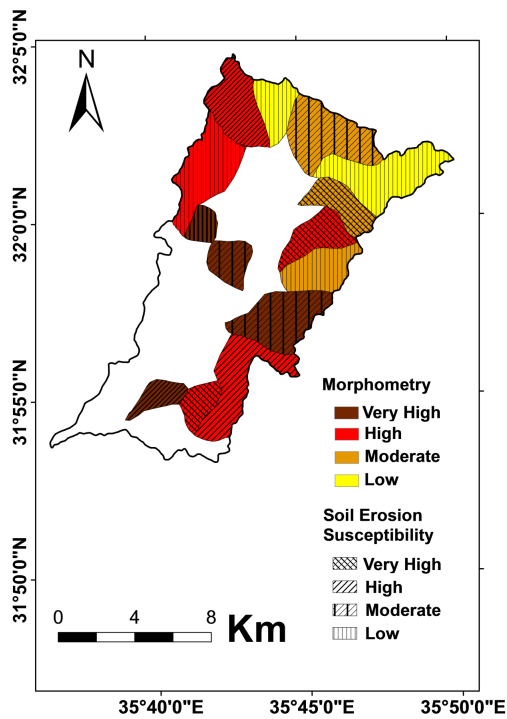 32°5'0"N
N
32°0'0"N
31°55'0"N
31°50'0"N
Morphometry
Very High
High
Moderate
Low
Soil Erosion
Susceptibility
Very High
High
Moderate
Low
0 4 8
Km
35°40'0"E 35°45'0"E 35°50'0"E